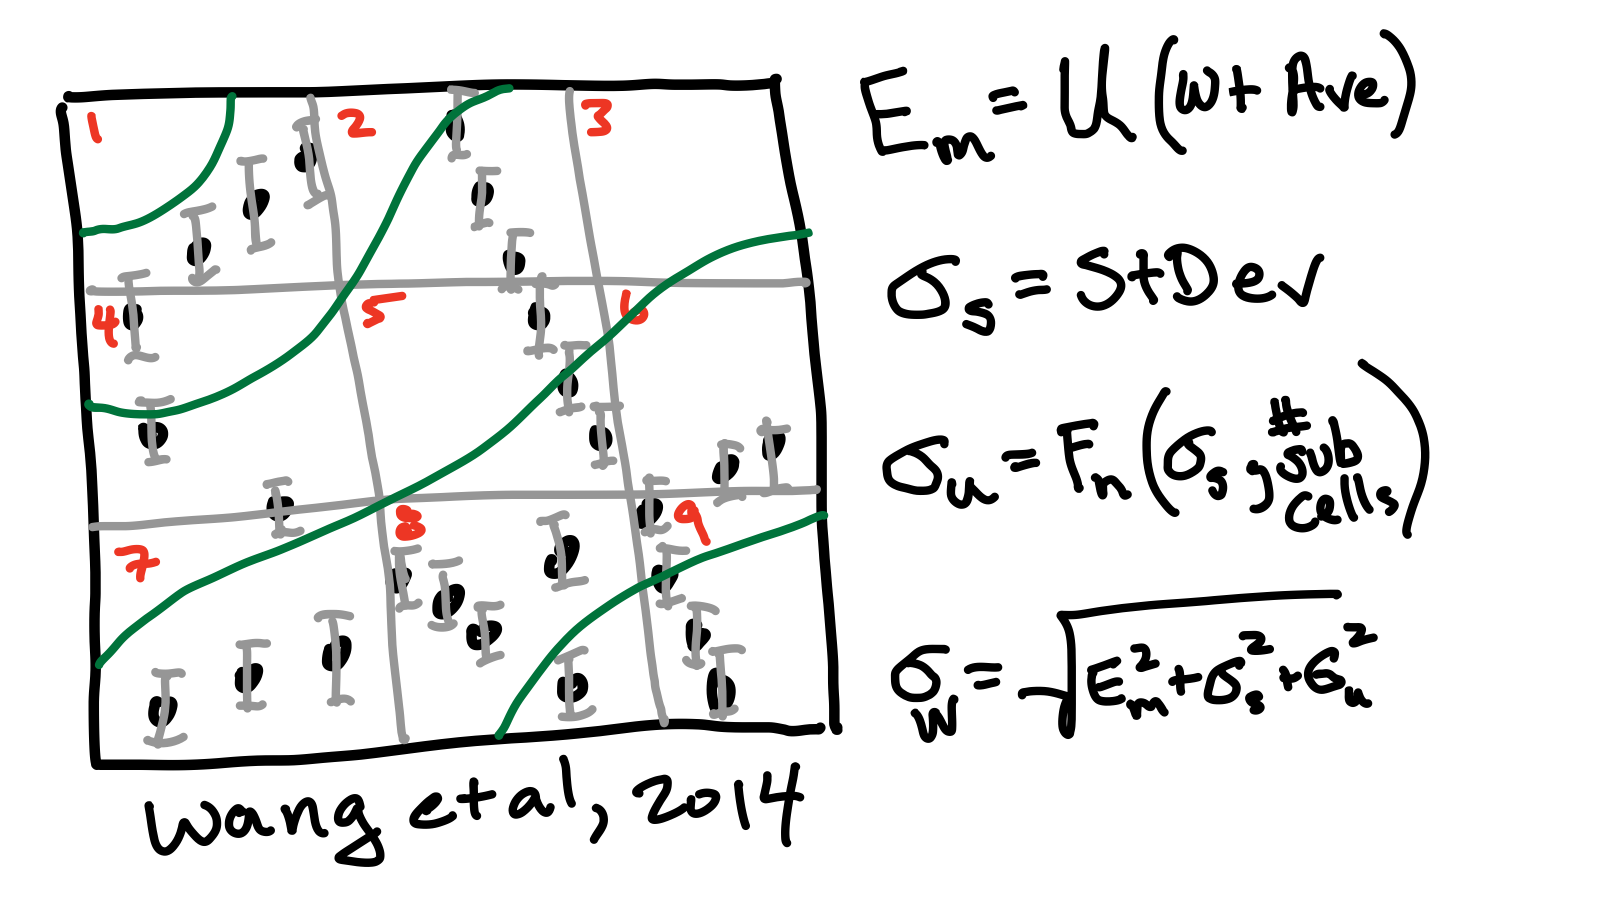 1 2 3
4 5 6
7 8 9
Wang et al, 2014
Em = U (wt Ave)
σs = StDev
σu = Fn (σs, # sub cells)
σw = √(Em² + σs² + εu²)